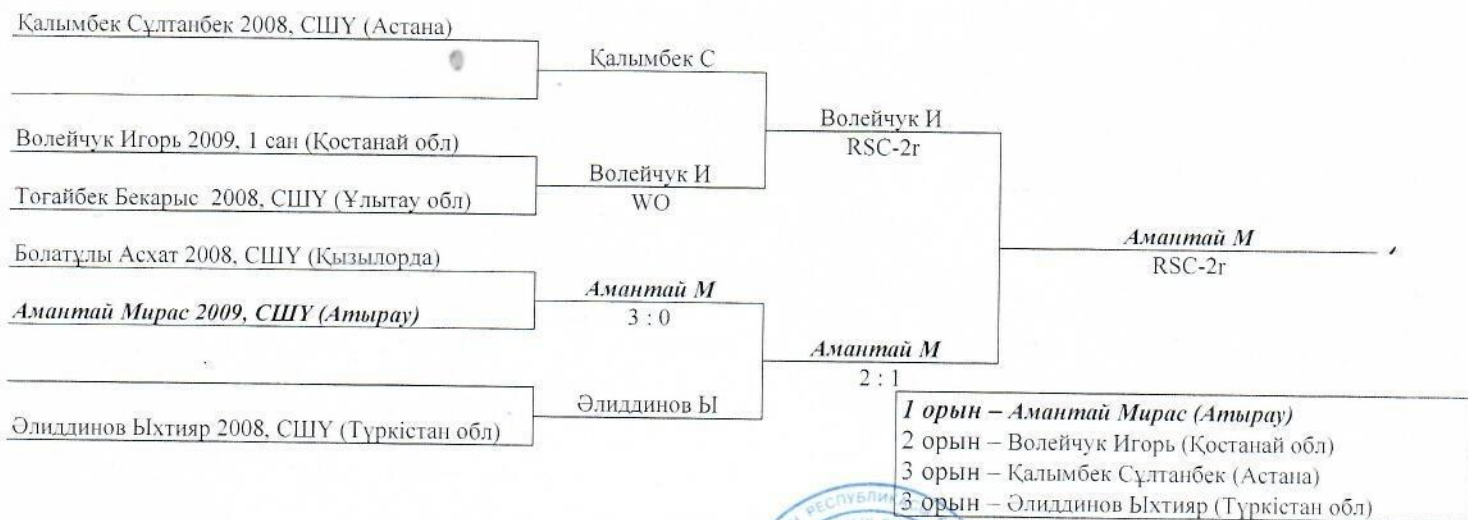 Қалымбек Сұлтанбек 2008, СШҮ (Астана)
Қалымбек С
Волейчук И
RSC-2r
Волейчук Игорь 2009, 1 сан (Қостанай обл)
Волейчук И
WO
Тоғайбек Бекарыс 2008, СШҮ (Ұлытау обл)
Амантай М
RSC-2r
Болатұлы Асхат 2008, СШҮ (Қызылорда)
Амантай М
3 : 0
Амантай Мирас 2009, СШҮ (Атырау)
Амантай М
2 : 1
Әлиддинов Ы
Әлиддинов Ыхтияр 2008, СШҮ (Түркістан обл)
1 орын – Амантай Мирас (Атырау)
2 орын – Волейчук Игорь (Қостанай обл)
3 орын – Қалымбек Сұлтанбек (Астана)
3 орын – Әлиддинов Ыхтияр (Түркістан обл)